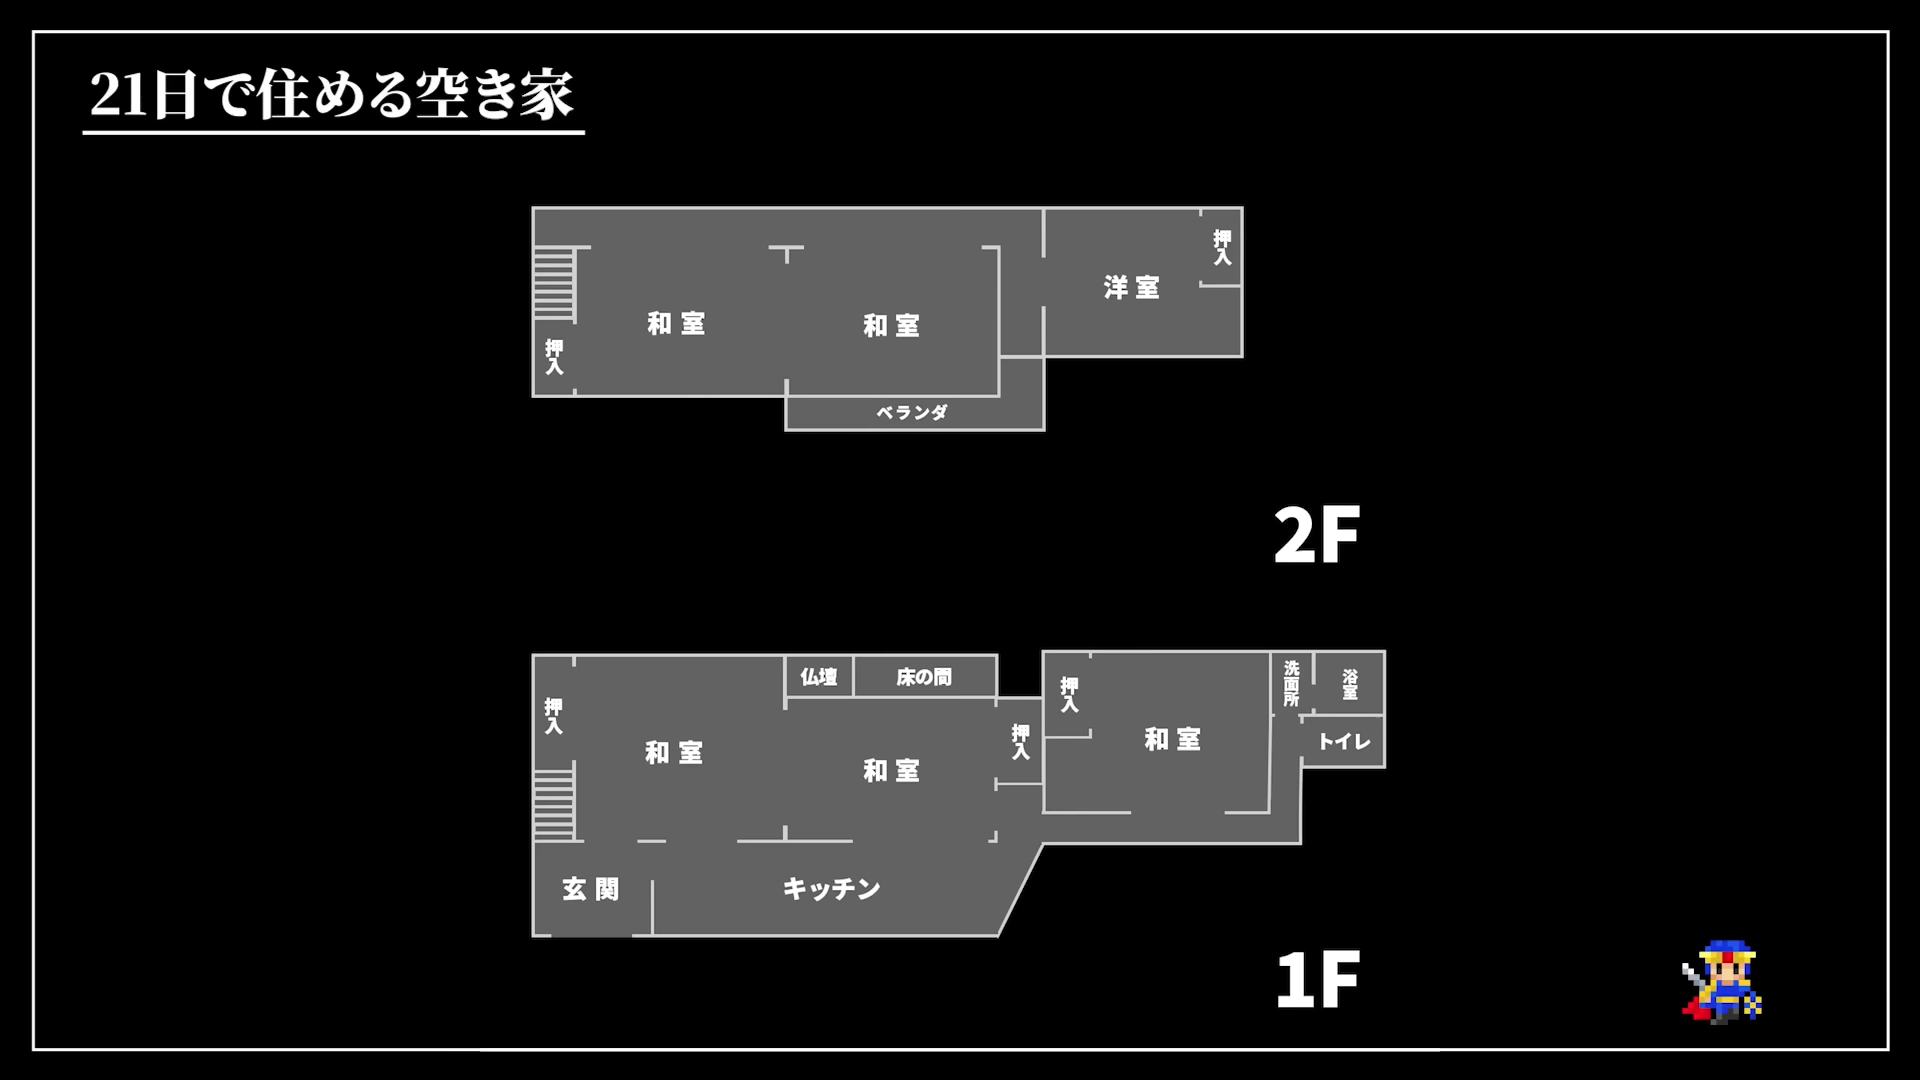 21日で住める空き家
押入
洋室
和室
和室
押入
ベランダ
2F
仏壇
床の間
洗面所
浴室
押入
押入
押入
和室
和室
和室
トイレ
玄関
キッチン
1F